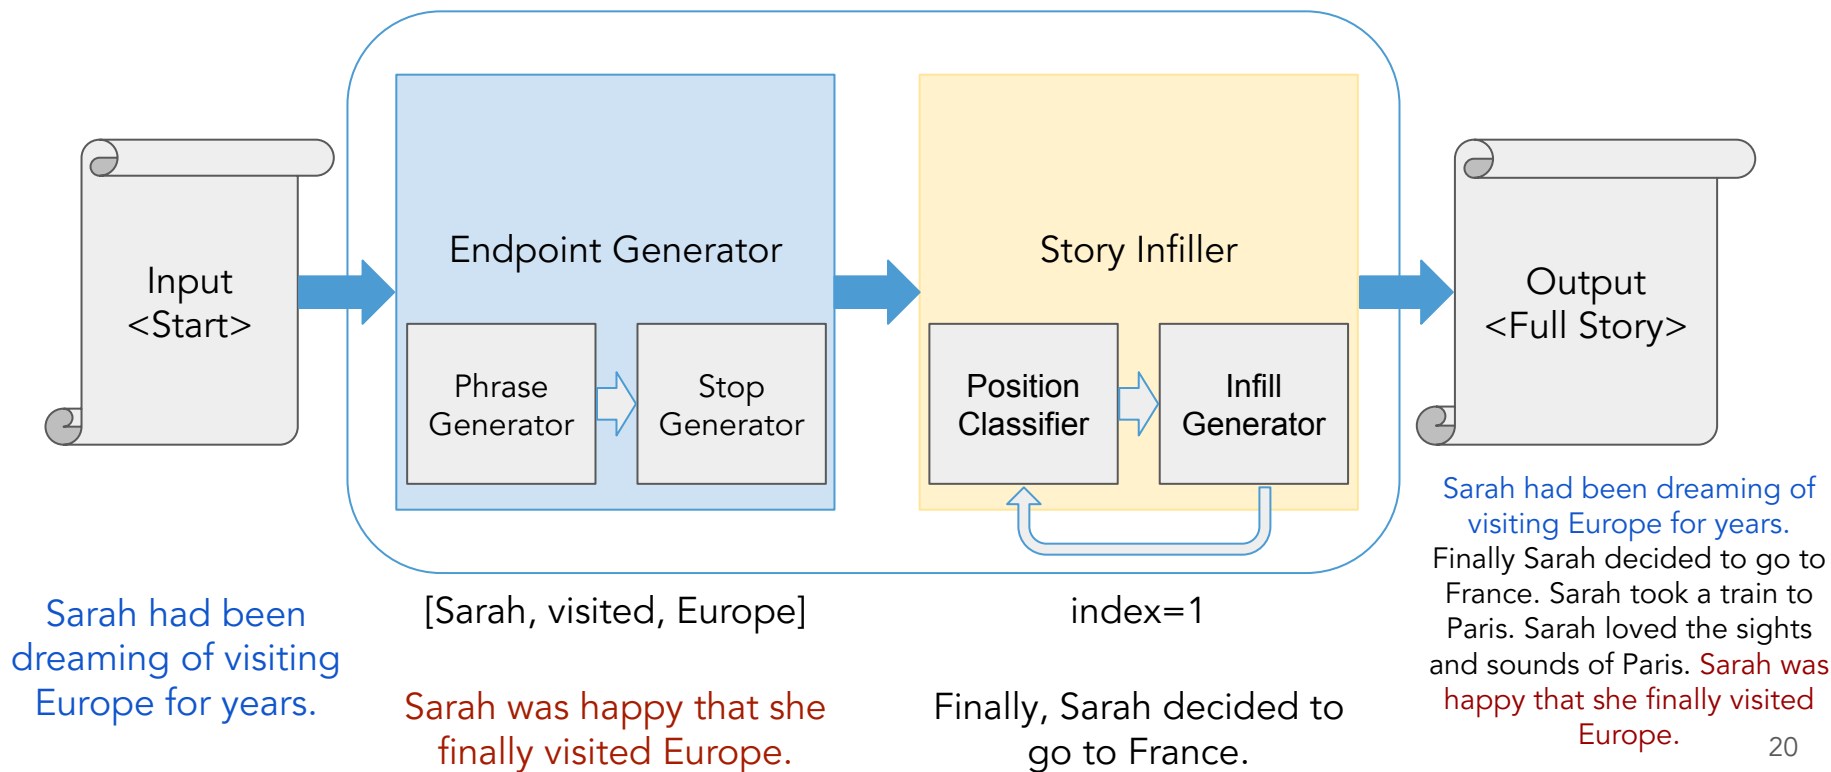 Input
<Start>
Endpoint Generator
Phrase
Generator
Stop
Generator
Story Infiller
Position
Classifier
Infill
Generator
Output
<Full Story>
Sarah had been
dreaming of visiting
Europe for years.
[Sarah, visited, Europe]
Sarah was happy that she
finally visited Europe.
index=1
Finally, Sarah decided to
go to France.
Sarah had been dreaming of
visiting Europe for years.
Finally Sarah decided to go to
France. Sarah took a train to
Paris. Sarah loved the sights
and sounds of Paris. Sarah was
happy that she finally visited
Europe.
20